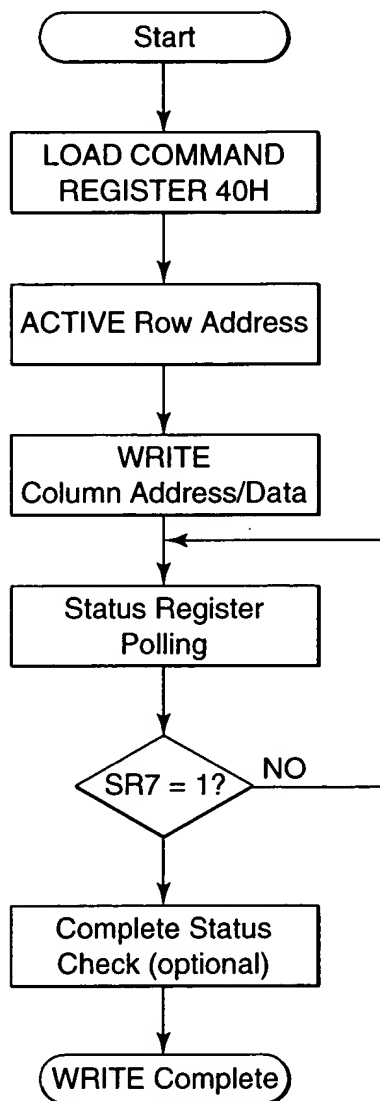 Start
LOAD COMMAND
REGISTER 40H
ACTIVE Row Address
WRITE
Column Address/Data
Status Register
Polling
SR7 = 1?
NO
Complete Status
Check (optional)
WRITE Complete